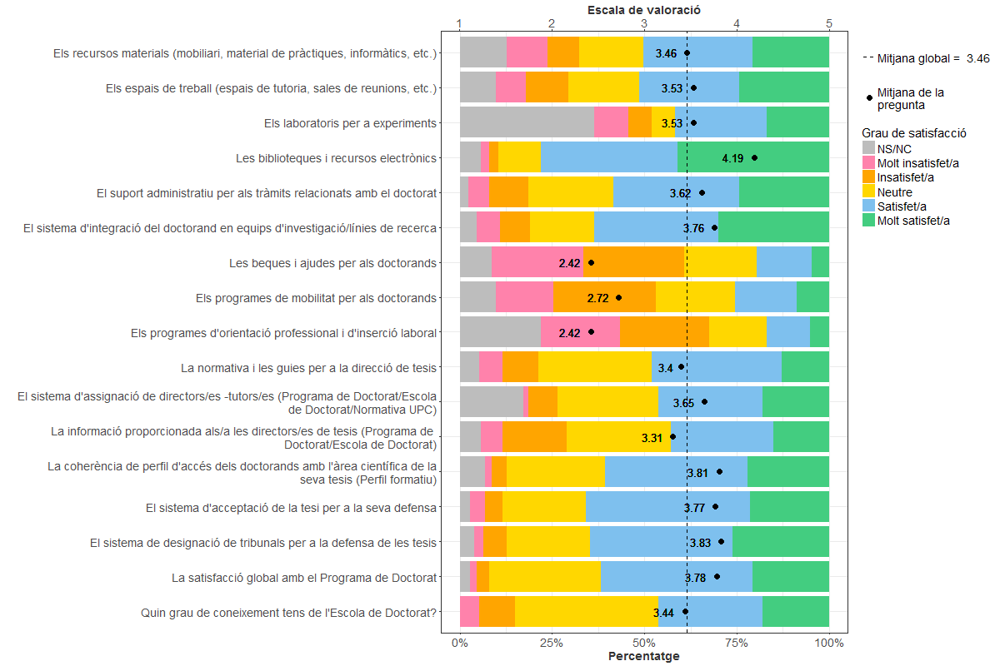 Escala de valoració
1 2 3 4 5
Els recursos materials (mobiliari, material de pràctiques, informàtics, etc.)
3.46
Els espais de treball (espais de tutoria, sales de reunions, etc.)
3.53
Els laboratoris per a experiments
3.53
Les biblioteques i recursos electrònics
4.19
El suport administratiu per als tràmits relacionats amb el doctorat
3.62
El sistema d'integració del doctorand en equips d'investigació/línies de recerca
3.76
Les beques i ajudes per als doctorands
2.42
Els programes de mobilitat per als doctorands
2.72
Els programes d'orientació professional i d'inserció laboral
2.42
La normativa i les guies per a la direcció de tesis
3.4
El sistema d'assignació de directors/es -tutors/es (Programa de Doctorat/Escola
de Doctorat/Normativa UPC)
3.65
La informació proporcionada als/a les directors/es de tesis (Programa de
Doctorat/Escola de Doctorat)
3.31
La coherència de perfil d'accés dels doctorands amb l'àrea científica de la
seva tesis (Perfil formatiu)
3.81
El sistema d'acceptació de la tesi per a la seva defensa
3.77
El sistema de designació de tribunals per a la defensa de les tesis
3.83
La satisfacció global amb el Programa de Doctorat
3.78
Quin grau de coneixement tens de l'Escola de Doctorat?
3.44
0% 25% 50% 75% 100%
Percentatge
Mitjana global = 3.46
Mitjana de la
pregunta
Grau de satisfacció
NS/NC
Molt insatisfet/a
Insatisfet/a
Neutre
Satisfet/a
Molt satisfet/a